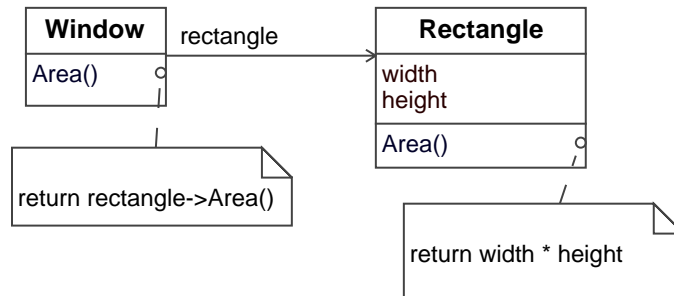 Window
Area()
rectangle
Rectangle
width
height
Area()
return rectangle->Area()
return width * height